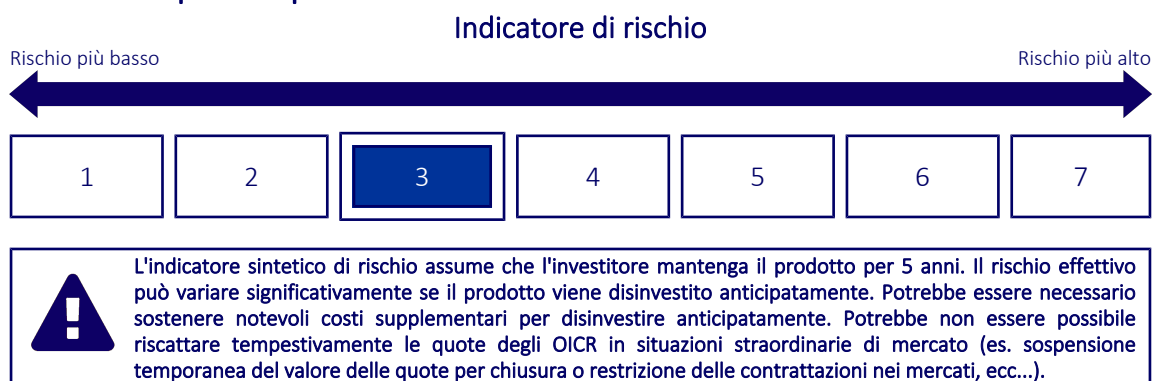 Indicatore di rischio
Rischio più basso Rischio più alto
1 2 3 4 5 6 7
L'indicatore sintetico di rischio assume che l'investitore mantenga il prodotto per 5 anni. Il rischio effettivo
può variare significativamente se il prodotto viene disinvestito anticipatamente. Potrebbe essere necessario
sostenere notevoli costi supplementari per disinvestire anticipatamente. Potrebbe non essere possibile
riscattare tempestivamente le quote degli OICR in situazioni straordinarie di mercato (es. sospensione
temporanea del valore delle quote per chiusura o restrizione delle contrattazioni nei mercati, ecc...).